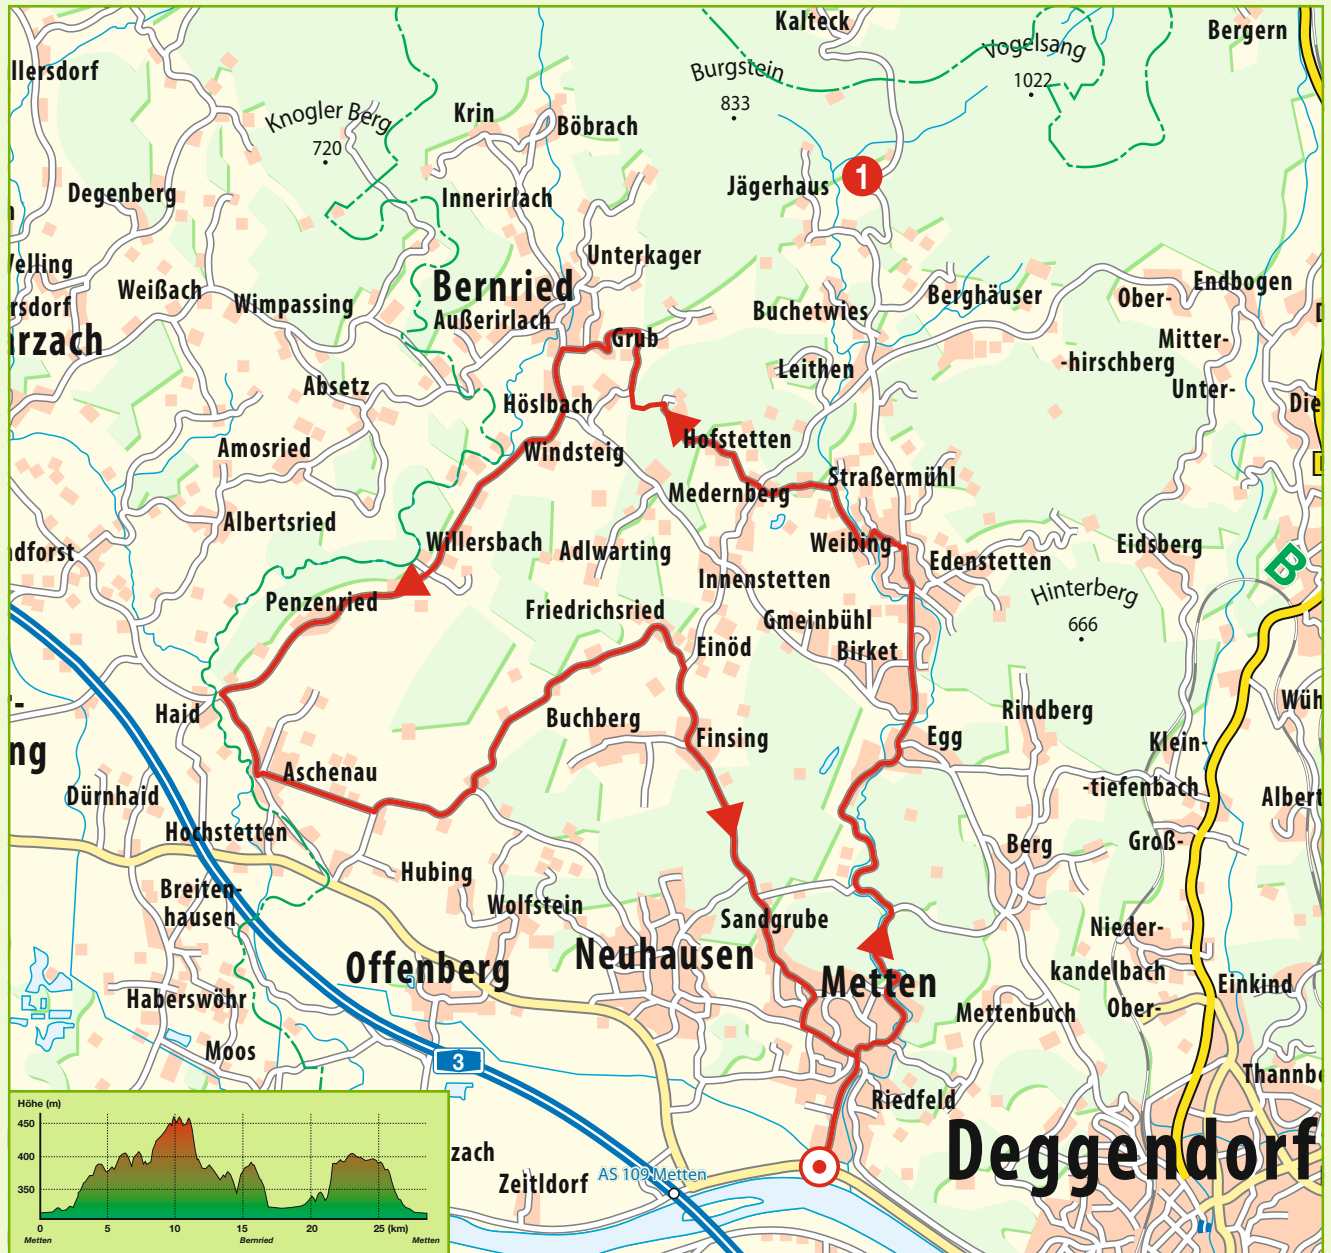 Kalteck
Bergern
llersdorf
Burgstein
833
Vogelsang
1022
Knogler Berg
720
Krin
Böbrach
Degenberg
Innerirlach
Jägerhaus
1
Unterkager
Bernried
Außerirlach
Weißach
Wimpassing
rsdorf
rzach
Buchetwies
Berghäuser
Ober-
Endbogen
Mitter-
-hirschberg
Unter-
Grub
Leithen
Absetz
Höslbach
Die
Amosried
Windsteig
Hofstetten
Medernberg
Straßermühl
Albertsried
Willersbach
Adlwarting
Weibing
Edenstetten
Eidsberg
B
dforst
Innenstetten
Hinterberg
666
Penzenried
Friedrichsried
Gmeinbühl
Einöd
Birket
Haid
Buchberg
Finsing
Egg
Rindberg
Wüh
Klein-
-tiefenbach
ng
Aschenau
Dürnhaid
Albert
Hochstetten
Berg
Groß-
Hubing
Breiten-
hausen
Wolfstein
Sandgrube
Neuhausen
Offenberg
Metten
Nieder-
kandelbach
Ober-
Einkind
Haberswöhr
Mettenbuch
Moos
3
Thannb
Riedfeld
Deggendorf
zach
Zeitldorf
AS 109 Metten
Höhe (m)
450
400
350
0 5 10 15 20 25 (km)
Metten Bernried Metten